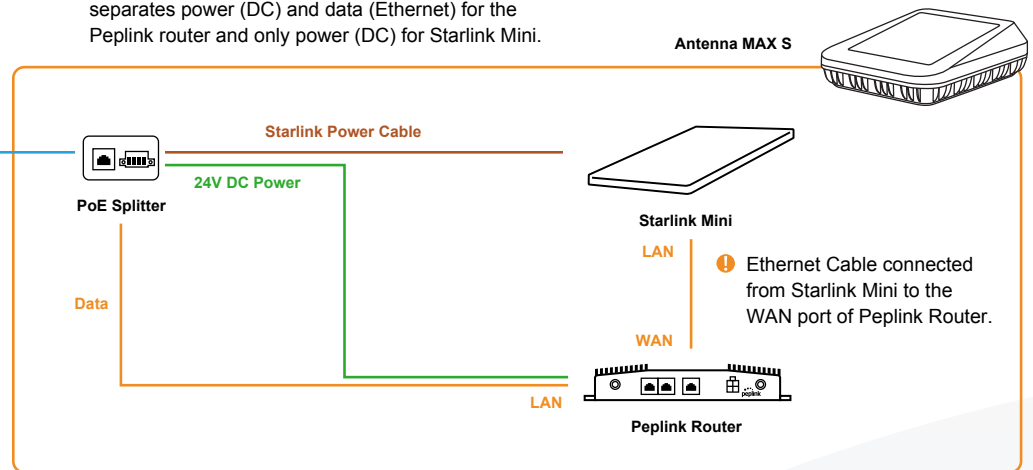 separates power (DC) and data (Ethernet) for the
Peplink router and only power (DC) for Starlink Mini.
Antenna MAX S
Starlink Power Cable
24V DC Power
PoE Splitter
Starlink Mini
LAN
Ethernet Cable connected
from Starlink Mini to the
WAN port of Peplink Router.
Data
WAN
LAN
peplink
Peplink Router